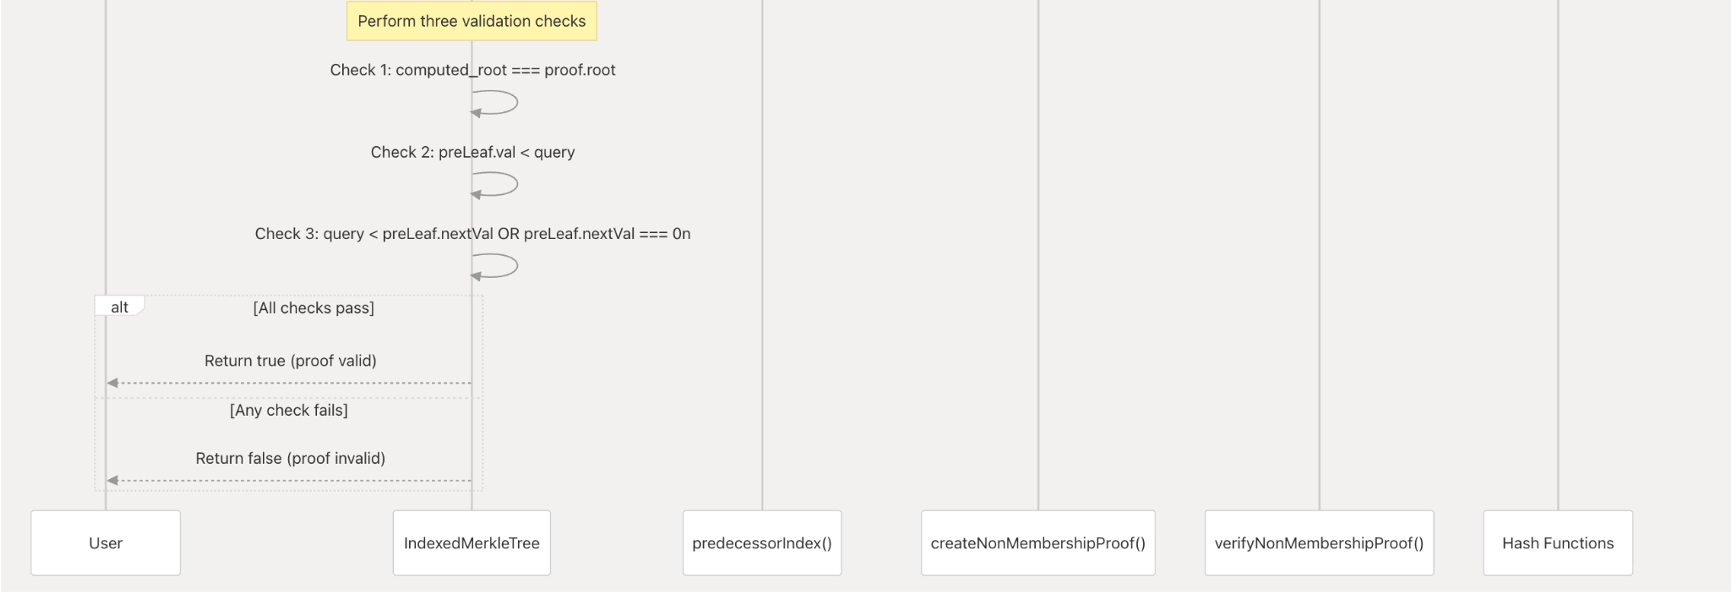 Perform three validation checks
Check 1: computed_root === proof.root
Check 2: preLeaf.val < query
Check 3: query < preLeaf.nextVal OR preLeaf.nextVal === 0n
alt
[All checks pass]
Return true (proof valid)
[Any check fails]
Return false (proof invalid)
User
IndexedMerkleTree
predecessorIndex()
createNonMembershipProof()
verifyNonMembershipProof()
Hash Functions